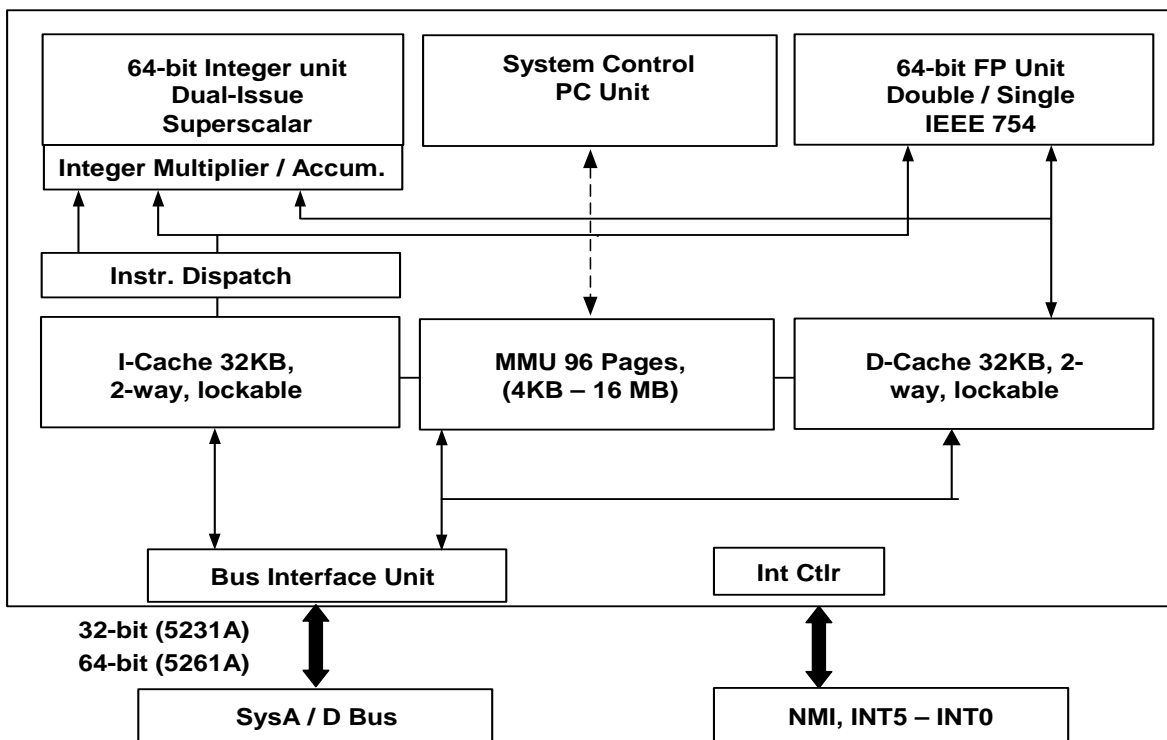 64-bit Integer unit
Dual-Issue
Superscalar
Integer Multiplier / Accum.
System Control
PC Unit
64-bit FP Unit
Double / Single
IEEE 754
Instr. Dispatch
I-Cache 32KB,
2-way, lockable
MMU 96 Pages,
(4KB – 16 MB)
D-Cache 32KB, 2-
way, lockable
Bus Interface Unit
Int Ctlr
32-bit (5231A)
64-bit (5261A)
SysA / D Bus
NMI, INT5 – INT0